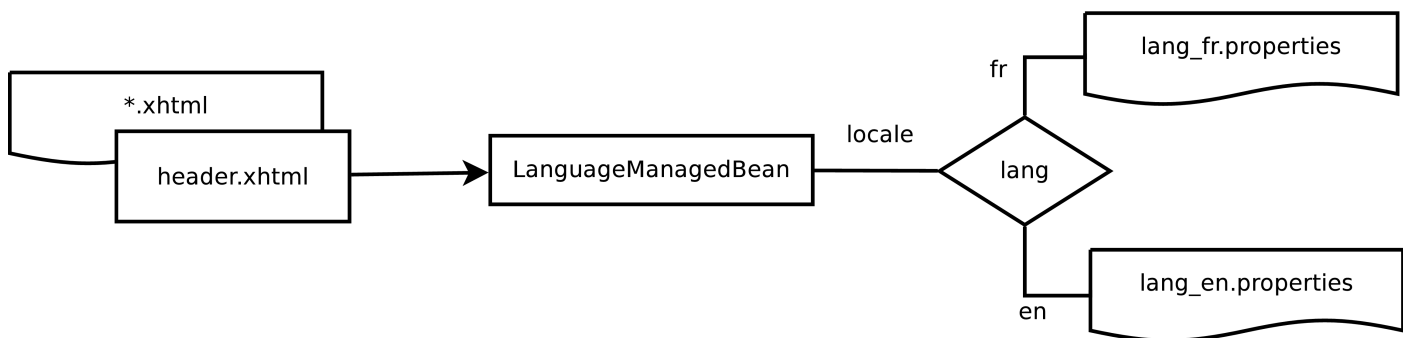 *.xhtml
header.xhtml
LanguageManagedBean
locale
lang
fr
lang_fr.properties
en
lang_en.properties